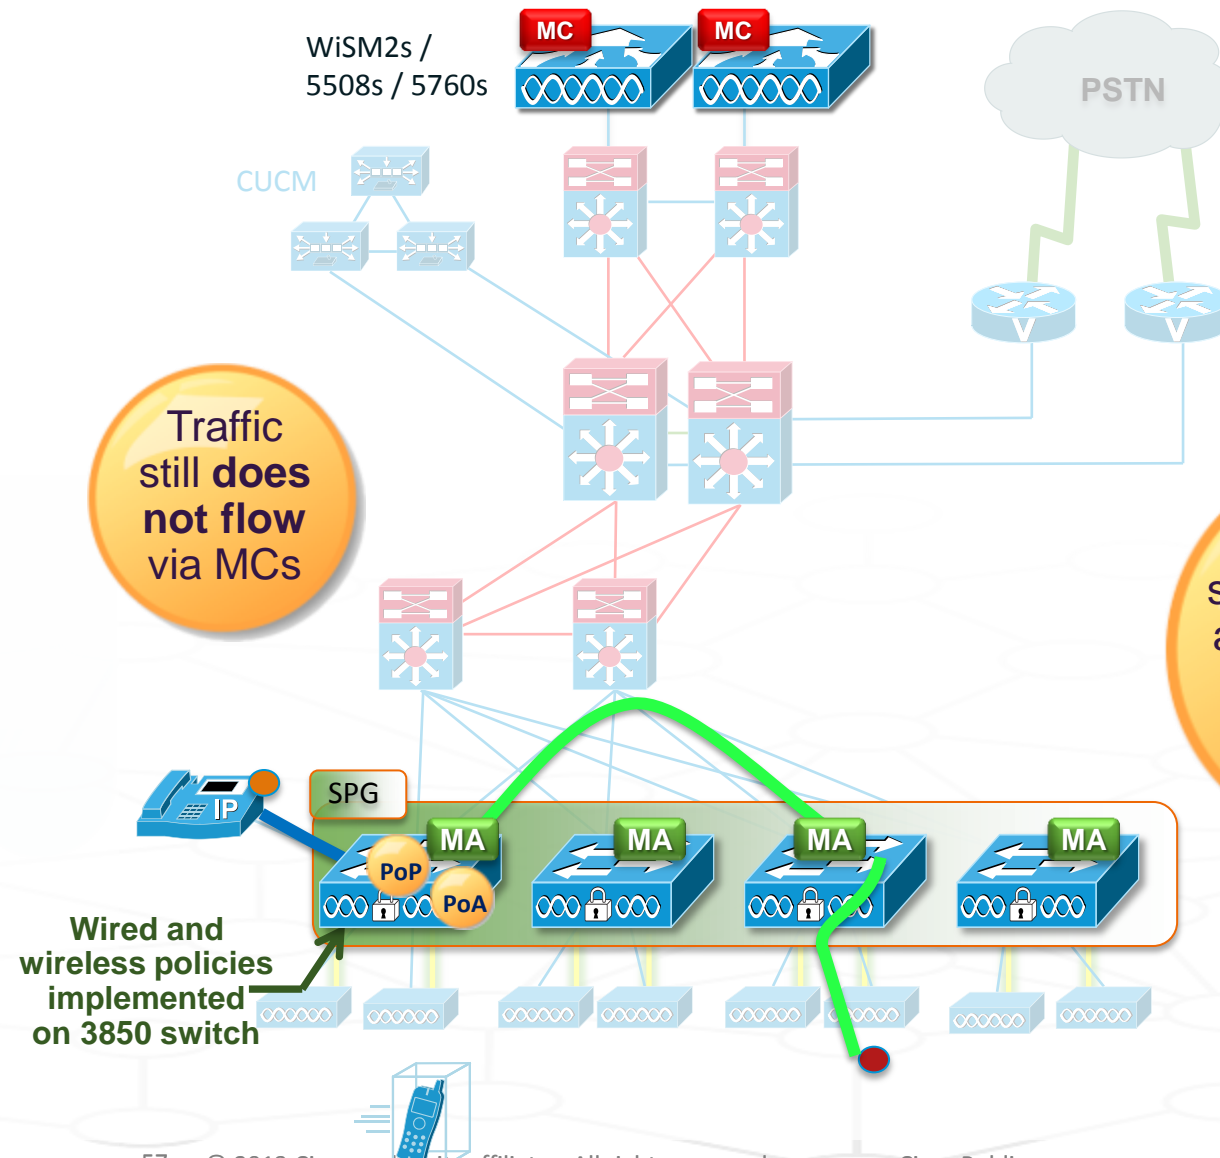 MC
MC
WiSM2s /
5508s / 5760s
PSTN
CUCM
V
V
Traffic
still does
not flow
via MCs
IP
SPG
MA
MA
MA
MA
PoP
PoA
Wired and
wireless policies
implemented
on 3850 switch